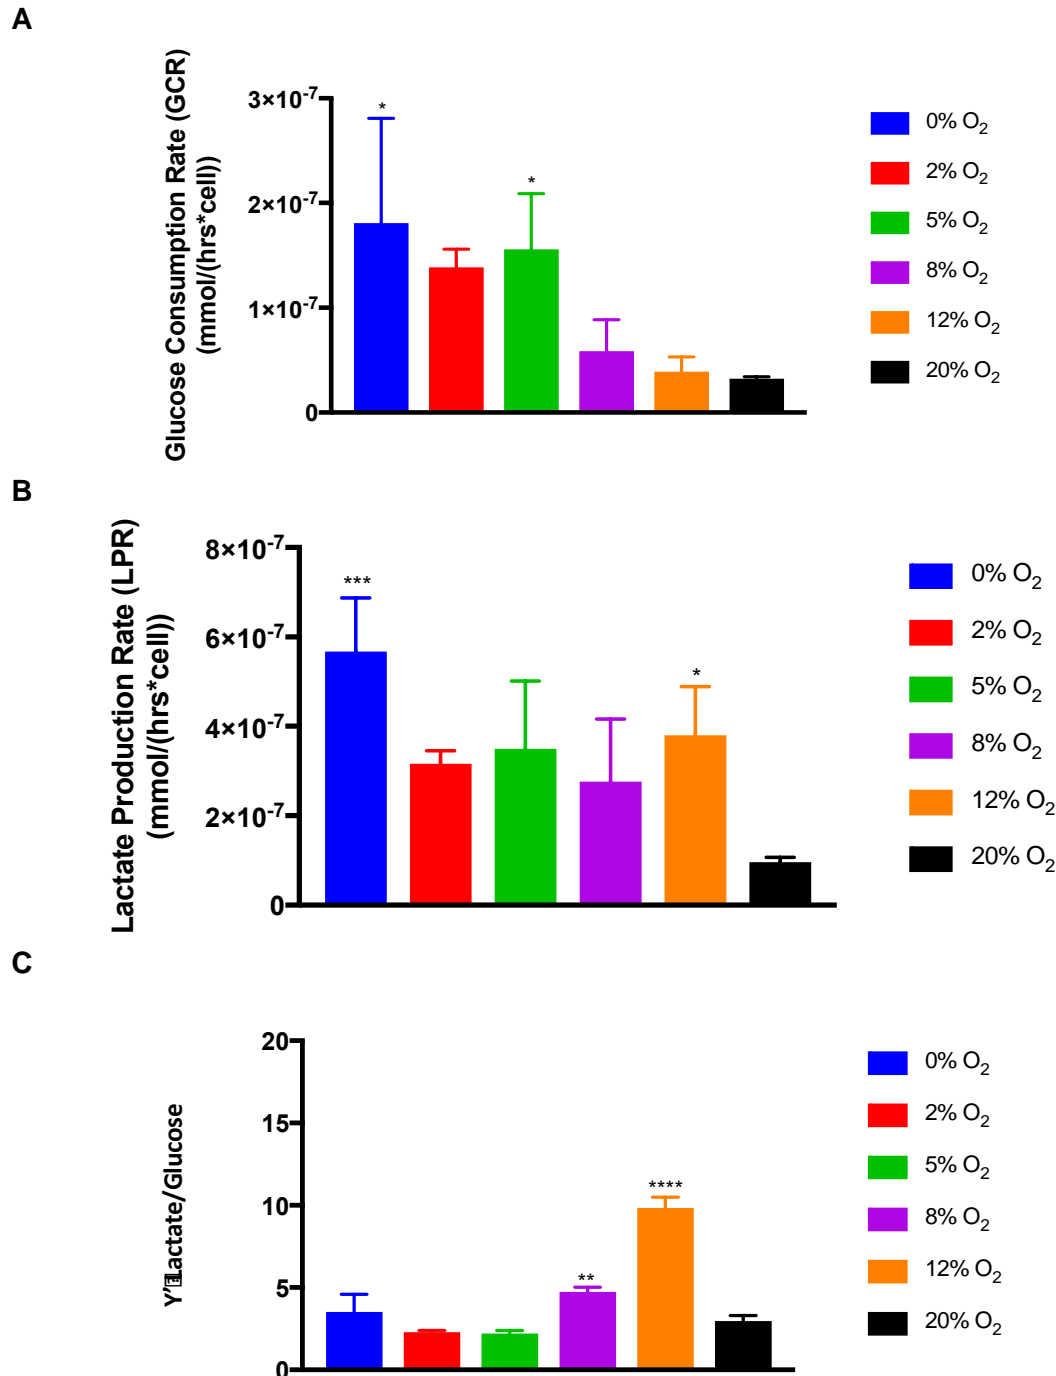 A
Glucose Consumption Rate (GCR)
(mmol/(hrs*cell))
3×10⁻⁷
2×10⁻⁷
1×10⁻⁷
0
*
*
0% O₂
2% O₂
5% O₂
8% O₂
12% O₂
20% O₂
B
Lactate Production Rate (LPR)
(mmol/(hrs*cell))
8×10⁻⁷
6×10⁻⁷
4×10⁻⁷
2×10⁻⁷
0
***
*
0% O₂
2% O₂
5% O₂
8% O₂
12% O₂
20% O₂
C
Lactate/Glucose
20
15
10
5
0
**
****
0% O₂
2% O₂
5% O₂
8% O₂
12% O₂
20% O₂